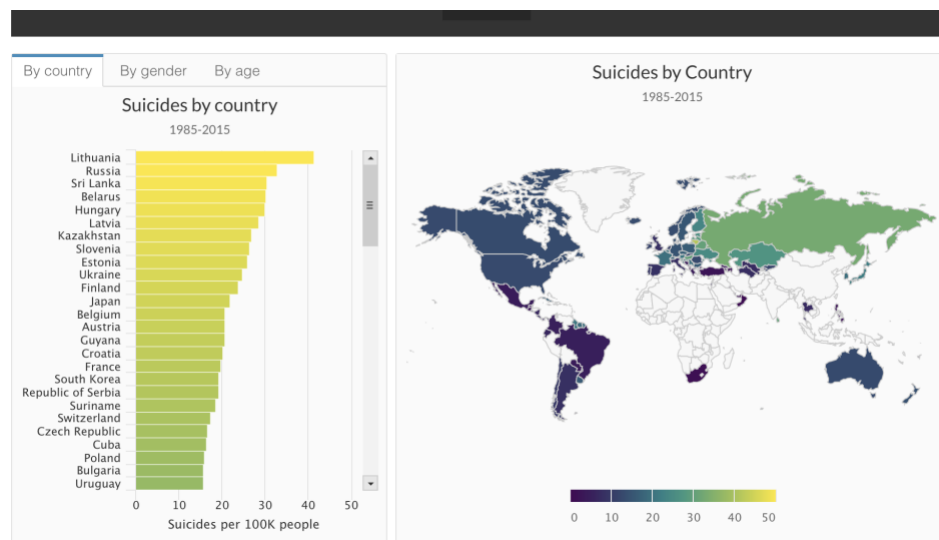 By country By gender By age
Suicides by country
1985-2015
Lithuania
Russia
Sri Lanka
Belarus
Hungary
Latvia
Kazakhstan
Slovenia
Estonia
Ukraine
Finland
Japan
Belgium
Austria
Guyana
Croatia
France
South Korea
Republic of Serbia
Suriname
Switzerland
Czech Republic
Cuba
Poland
Bulgaria
Uruguay
0 10 20 30 40 50
Suicides per 100K people
Suicides by Country
1985-2015
0 10 20 30 40 50